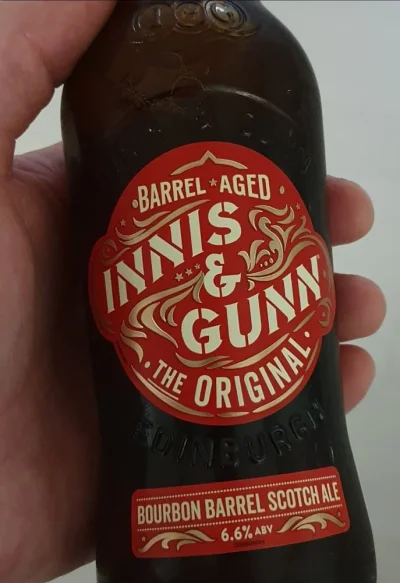 BARREL ★ AGED
INNIS
&
GUNN
· THE ORIGINAL ·
EDINBURGH
BOURBON BARREL SCOTCH ALE
6.6% ABV